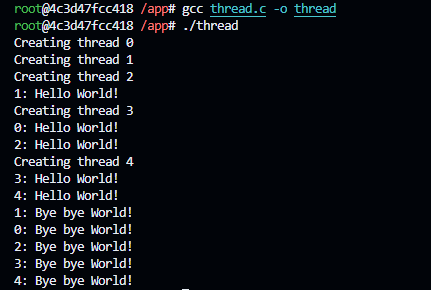 root@4c3d47fcc418 /app# gcc thread.c -o thread
root@4c3d47fcc418 /app# ./thread
Creating thread 0
Creating thread 1
Creating thread 2
1: Hello World!
Creating thread 3
0: Hello World!
2: Hello World!
Creating thread 4
3: Hello World!
4: Hello World!
1: Bye bye World!
0: Bye bye World!
2: Bye bye World!
3: Bye bye World!
4: Bye bye World!